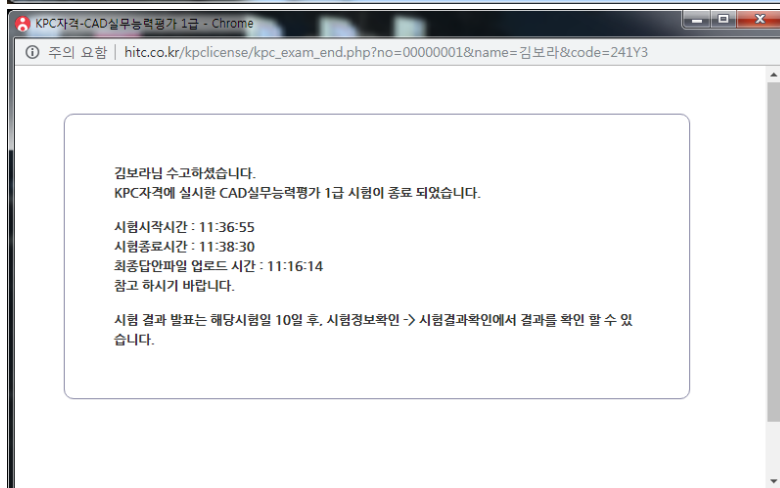 KPC자격-CAD실무능력평가 1급 - Chrome
주의 요함 | hitc.co.kr/kpclicense/kpc_exam_end.php?no=00000001&name=김보라&code=241Y3
김보라님 수고하셨습니다.
KPC자격에 실시한 CAD실무능력평가 1급 시험이 종료 되었습니다.
시험시작시간 : 11:36:55
시험종료시간 : 11:38:30
최종답안파일 업로드 시간 : 11:16:14
참고 하시기 바랍니다.
시험 결과 발표는 해당시험일 10일 후, 시험정보확인 -> 시험결과확인에서 결과를 확인 할 수 있
습니다.